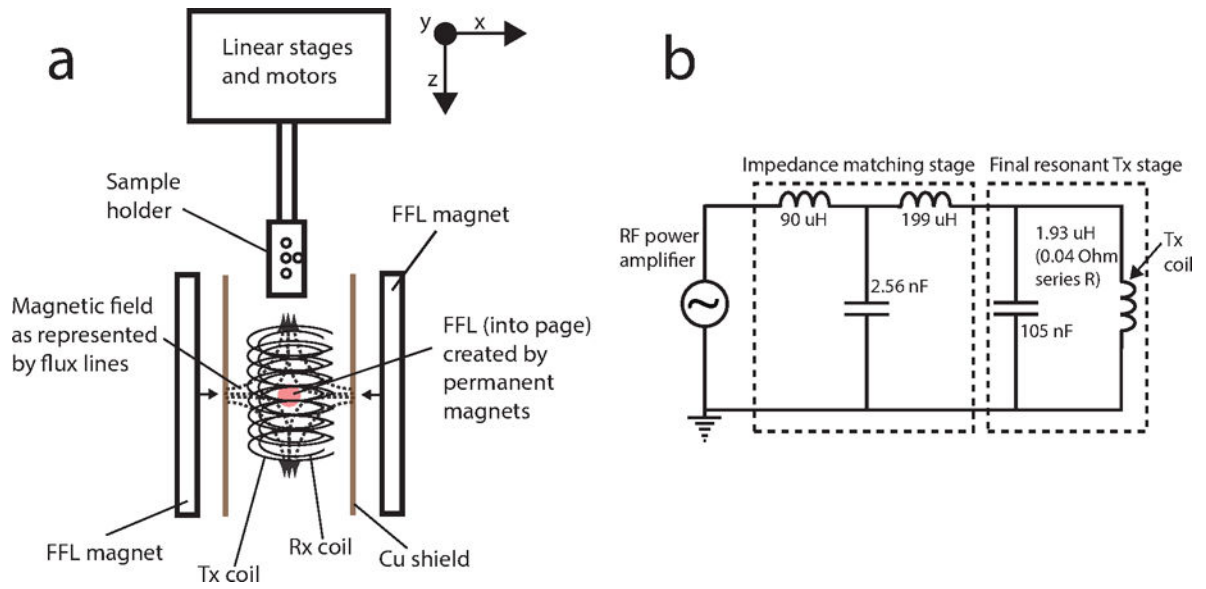 a
Linear stages
and motors
y
x
z
Sample
holder
FFL magnet
Magnetic field
as represented
by flux lines
FFL (into page)
created by
permanent
magnets
FFL magnet
Tx coil
Rx coil
Cu shield
b
Impedance matching stage
Final resonant Tx stage
90 uH
199 uH
RF power
amplifier
1.93 uH
(0.04 Ohm
series R)
Tx
coil
2.56 nF
105 nF